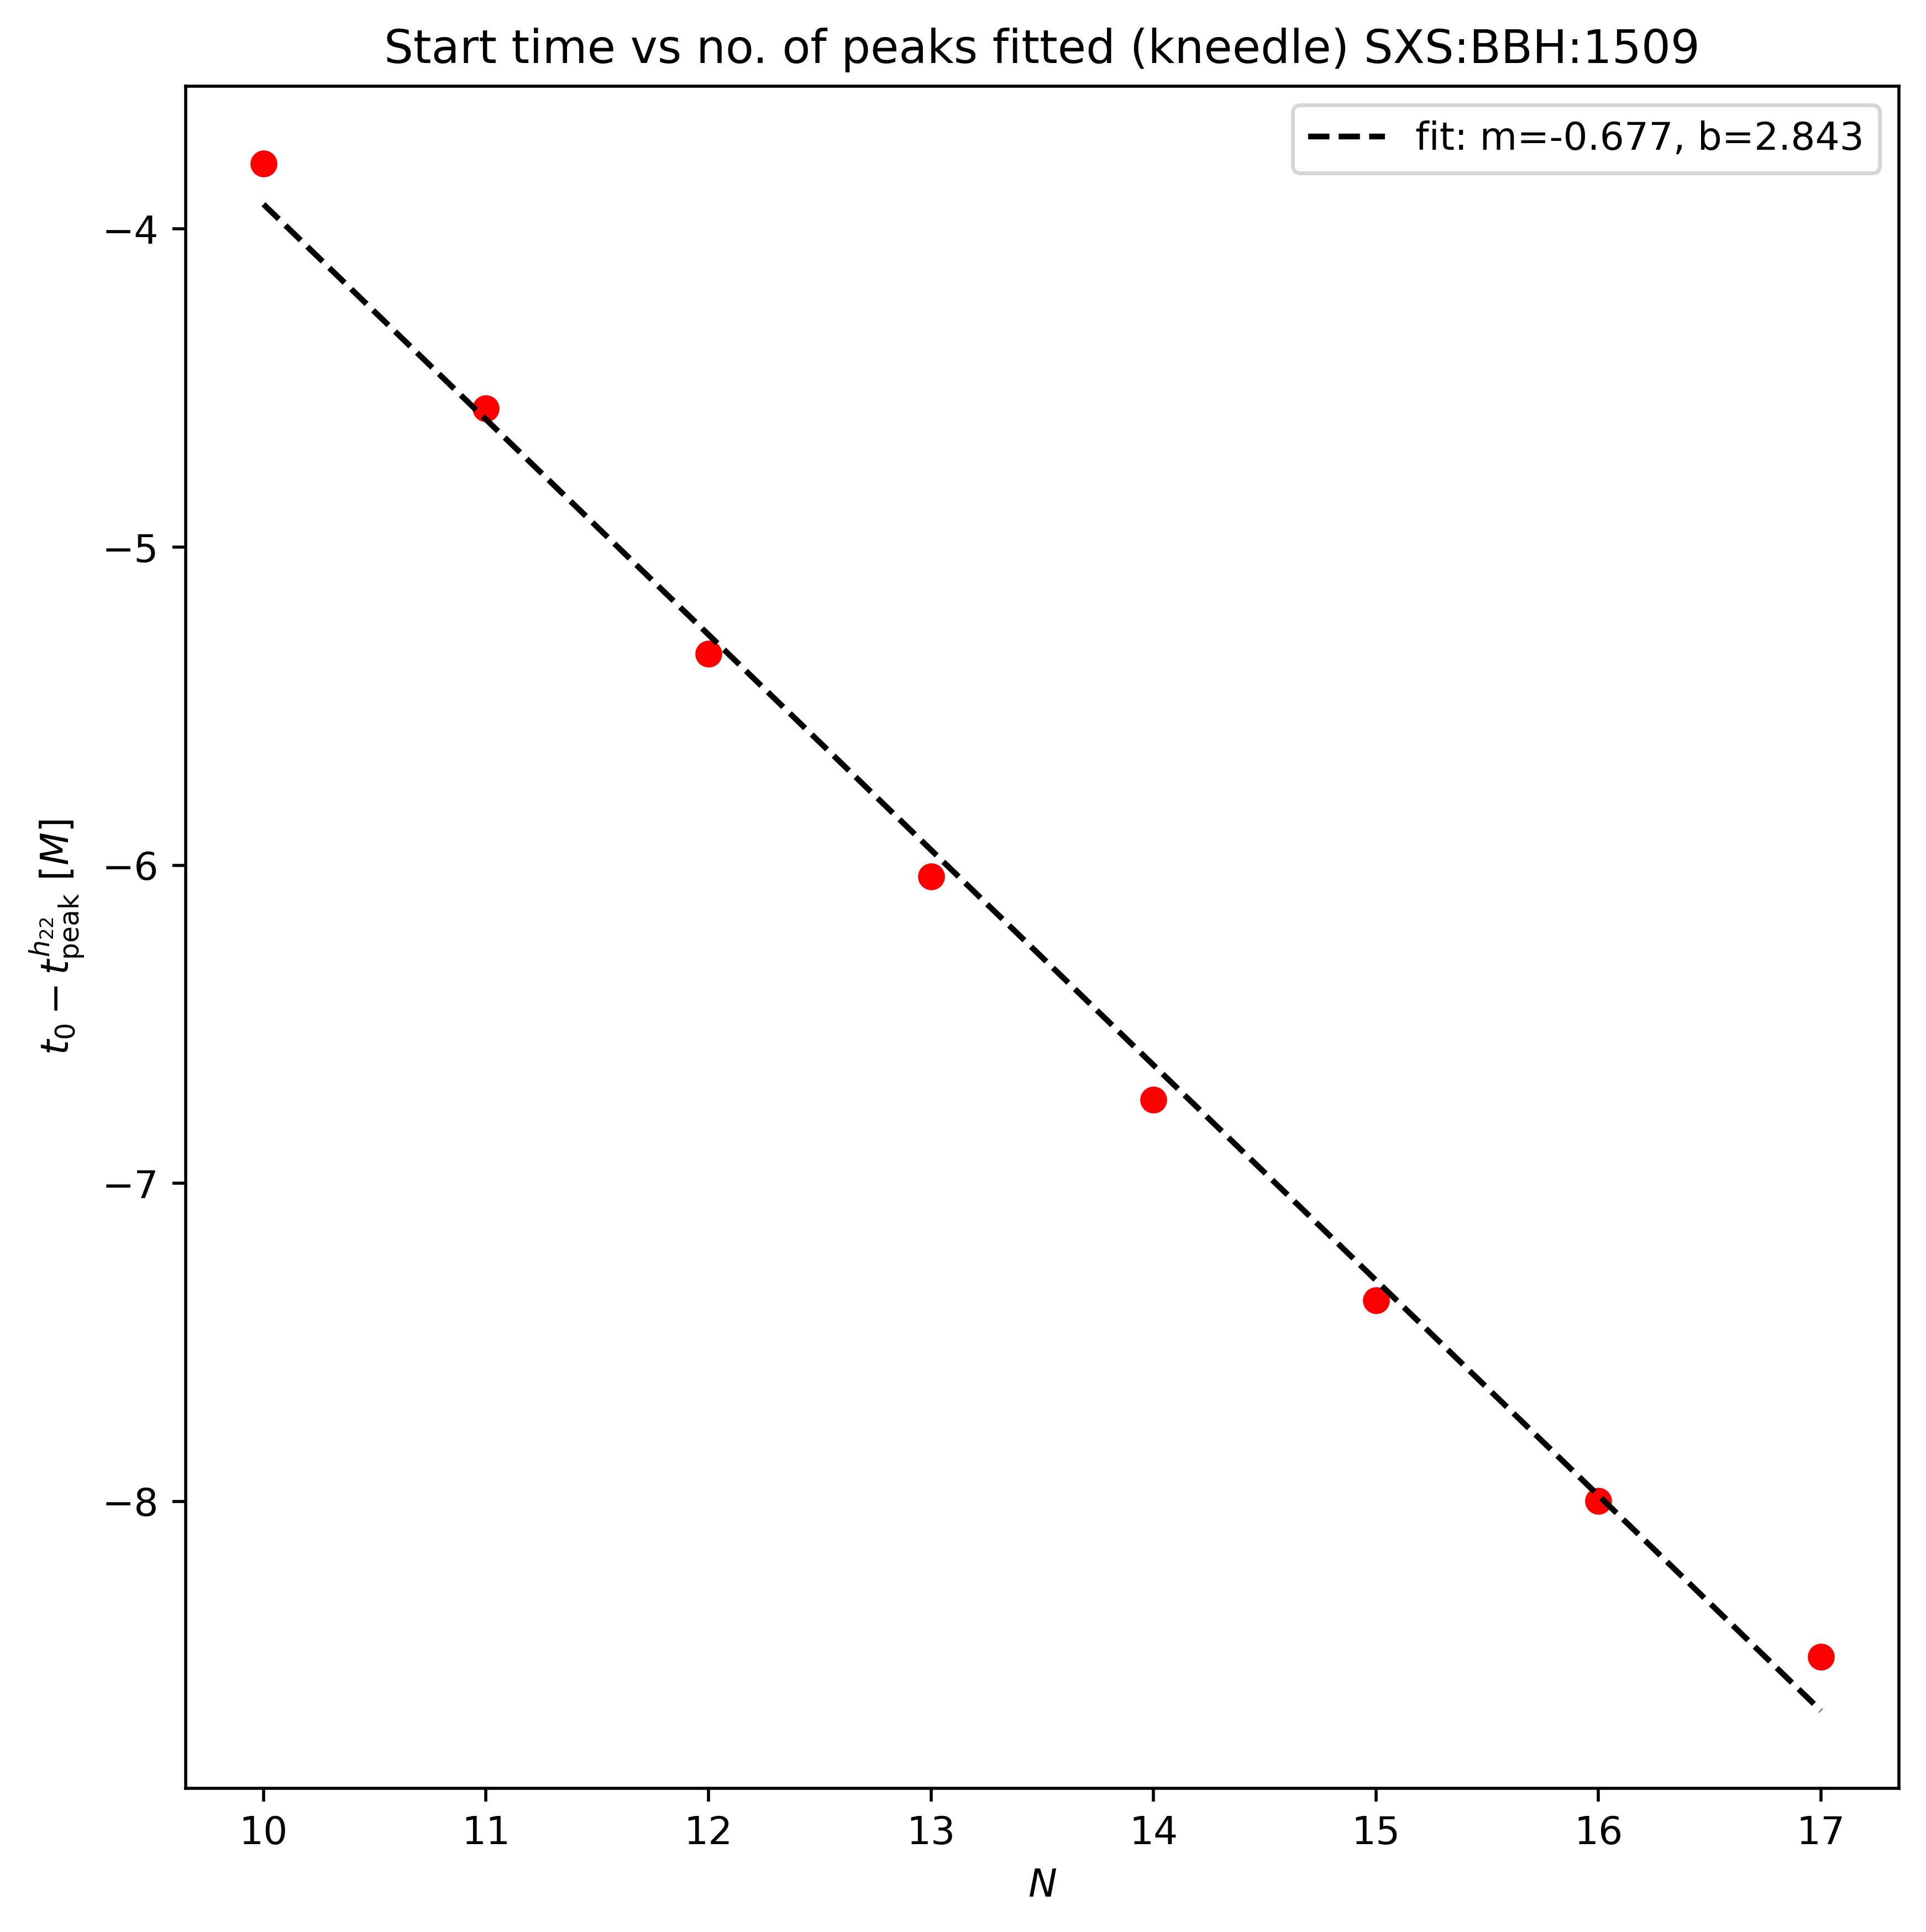 Start time vs no. of peaks fitted (kneedle) SXS:BBH:1509
fit: m=-0.677, b=2.843
−4
−5
−6
−7
−8
t₀ − t_peak^h₂₂ [M]
10 11 12 13 14 15 16 17
N